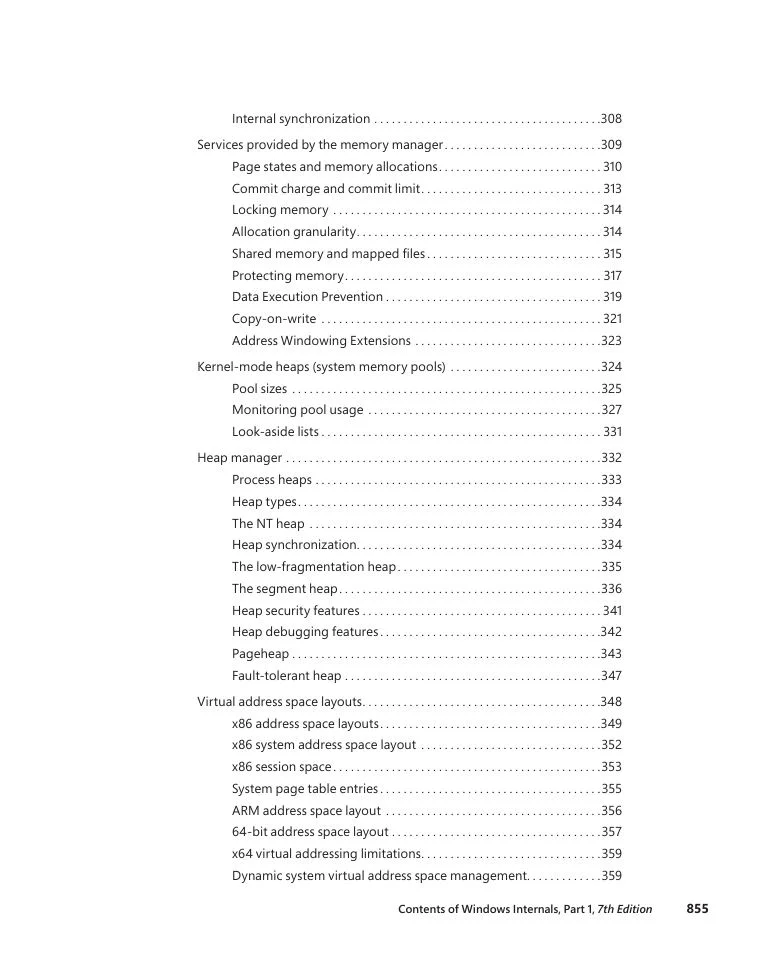 Internal synchronization . . . . . . . . . . . . . . . . . . . . . . . . . . . . . . . . . . . . . . .308
Services provided by the memory manager. . . . . . . . . . . . . . . . . . . . . . . . . . .309
Page states and memory allocations. . . . . . . . . . . . . . . . . . . . . . . . . . . . 310
Commit charge and commit limit. . . . . . . . . . . . . . . . . . . . . . . . . . . . . . . 313
Locking memory . . . . . . . . . . . . . . . . . . . . . . . . . . . . . . . . . . . . . . . . . . . . . . 314
Allocation granularity. . . . . . . . . . . . . . . . . . . . . . . . . . . . . . . . . . . . . . . . . . 314
Shared memory and mapped files . . . . . . . . . . . . . . . . . . . . . . . . . . . . . . 315
Protecting memory. . . . . . . . . . . . . . . . . . . . . . . . . . . . . . . . . . . . . . . . . . . . 317
Data Execution Prevention . . . . . . . . . . . . . . . . . . . . . . . . . . . . . . . . . . . . . 319
Copy-on-write . . . . . . . . . . . . . . . . . . . . . . . . . . . . . . . . . . . . . . . . . . . . . . . . 321
Address Windowing Extensions . . . . . . . . . . . . . . . . . . . . . . . . . . . . . . . .323
Kernel-mode heaps (system memory pools) . . . . . . . . . . . . . . . . . . . . . . . . . .324
Pool sizes . . . . . . . . . . . . . . . . . . . . . . . . . . . . . . . . . . . . . . . . . . . . . . . . . . . . .325
Monitoring pool usage . . . . . . . . . . . . . . . . . . . . . . . . . . . . . . . . . . . . . . . .327
Look-aside lists . . . . . . . . . . . . . . . . . . . . . . . . . . . . . . . . . . . . . . . . . . . . . . . . 331
Heap manager . . . . . . . . . . . . . . . . . . . . . . . . . . . . . . . . . . . . . . . . . . . . . . . . . . . . . .332
Process heaps . . . . . . . . . . . . . . . . . . . . . . . . . . . . . . . . . . . . . . . . . . . . . . . . .333
Heap types. . . . . . . . . . . . . . . . . . . . . . . . . . . . . . . . . . . . . . . . . . . . . . . . . . . .334
The NT heap . . . . . . . . . . . . . . . . . . . . . . . . . . . . . . . . . . . . . . . . . . . . . . . . . .334
Heap synchronization. . . . . . . . . . . . . . . . . . . . . . . . . . . . . . . . . . . . . . . . . .334
The low-fragmentation heap . . . . . . . . . . . . . . . . . . . . . . . . . . . . . . . . . . .335
The segment heap . . . . . . . . . . . . . . . . . . . . . . . . . . . . . . . . . . . . . . . . . . . . .336
Heap security features . . . . . . . . . . . . . . . . . . . . . . . . . . . . . . . . . . . . . . . . . 341
Heap debugging features . . . . . . . . . . . . . . . . . . . . . . . . . . . . . . . . . . . . . .342
Pageheap . . . . . . . . . . . . . . . . . . . . . . . . . . . . . . . . . . . . . . . . . . . . . . . . . . . . .343
Fault-tolerant heap . . . . . . . . . . . . . . . . . . . . . . . . . . . . . . . . . . . . . . . . . . . .347
Virtual address space layouts. . . . . . . . . . . . . . . . . . . . . . . . . . . . . . . . . . . . . . . . .348
x86 address space layouts . . . . . . . . . . . . . . . . . . . . . . . . . . . . . . . . . . . . . .349
x86 system address space layout . . . . . . . . . . . . . . . . . . . . . . . . . . . . . . .352
x86 session space . . . . . . . . . . . . . . . . . . . . . . . . . . . . . . . . . . . . . . . . . . . . . .353
System page table entries . . . . . . . . . . . . . . . . . . . . . . . . . . . . . . . . . . . . . .355
ARM address space layout . . . . . . . . . . . . . . . . . . . . . . . . . . . . . . . . . . . . .356
64-bit address space layout . . . . . . . . . . . . . . . . . . . . . . . . . . . . . . . . . . . .357
x64 virtual addressing limitations. . . . . . . . . . . . . . . . . . . . . . . . . . . . . . .359
Dynamic system virtual address space management. . . . . . . . . . . . .359
Contents of Windows Internals, Part 1, 7th Edition 855